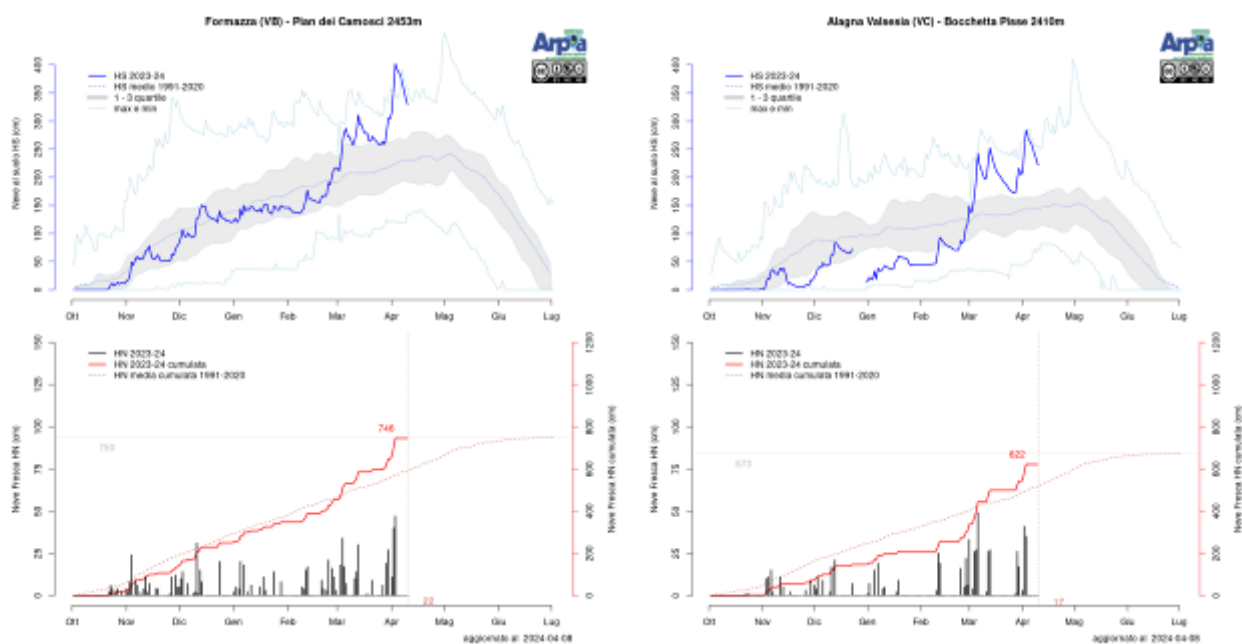 Formazza (VB) - Pian dei Camosci 2453m
Arpa
HS 2023-24
HS medio 1991-2020
1 - 3 quartile
max e min
Neve al suolo HS (cm)
400
350
300
250
200
150
100
50
0
Ott Nov Dic Gen Feb Mar Apr Mag Giu Lug
HN 2023-24
HN 2023-24 cumulata
HN media cumulata 1991-2020
Neve Fresca HN (cm)
150
125
100
75
50
25
0
746
750
1200
1000
800
600
400
200
0
Neve Fresca HN cumulata (cm)
22
Ott Nov Dic Gen Feb Mar Apr Mag Giu Lug
aggiornato al 2024-04-08
Alagna Valsesia (VC) - Bocchetta Pisse 2410m
Arpa
HS 2023-24
HS medio 1991-2020
1 - 3 quartile
max e min
Neve al suolo HS (cm)
400
350
300
250
200
150
100
50
0
Ott Nov Dic Gen Feb Mar Apr Mag Giu Lug
HN 2023-24
HN 2023-24 cumulata
HN media cumulata 1991-2020
Neve Fresca HN (cm)
150
125
100
75
50
25
0
622
673
1200
1000
800
600
400
200
0
Neve Fresca HN cumulata (cm)
17
Ott Nov Dic Gen Feb Mar Apr Mag Giu Lug
aggiornato al 2024-04-08